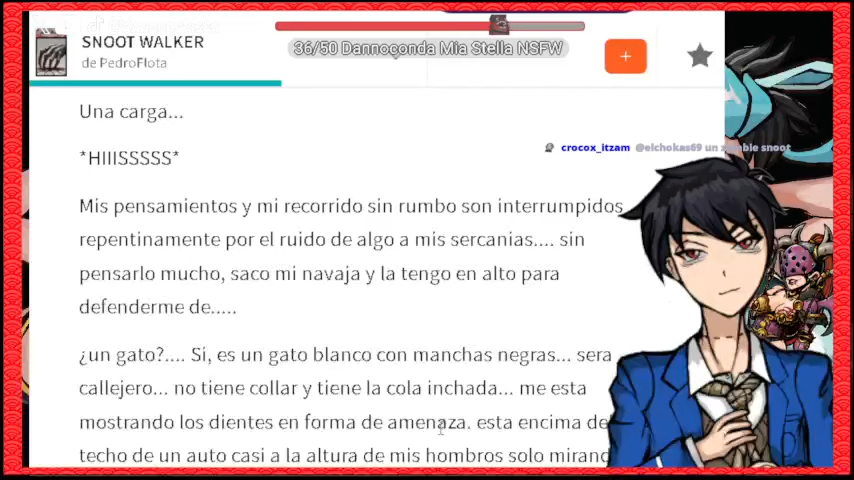 SNOOT WALKER
de PedroFlota
36/50 Dannoconda Mia Stella NSFW
+
Una carga...
*HIIISSSSS*
crocox_itzam @elchokas69 un zombie snoot
Mis pensamientos y mi recorrido sin rumbo son interrumpidos
repentinamente por el ruido de algo a mis sercanias.... sin
pensarlo mucho, saco mi navaja y la tengo en alto para
defenderme de.....
¿un gato?.... Si, es un gato blanco con manchas negras... sera
callejero... no tiene collar y tiene la cola inchada... me esta
mostrando los dientes en forma de amenaza. esta encima de
techo de un auto casi a la altura de mis hombros solo mirand